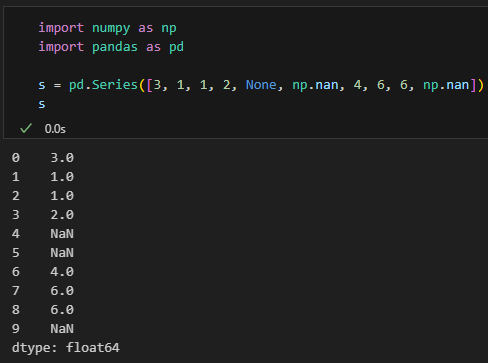 import numpy as np
import pandas as pd
s = pd.Series([3, 1, 1, 2, None, np.nan, 4, 6, 6, np.nan])
s
0.0s
0    3.0
1    1.0
2    1.0
3    2.0
4    NaN
5    NaN
6    4.0
7    6.0
8    6.0
9    NaN
dtype: float64